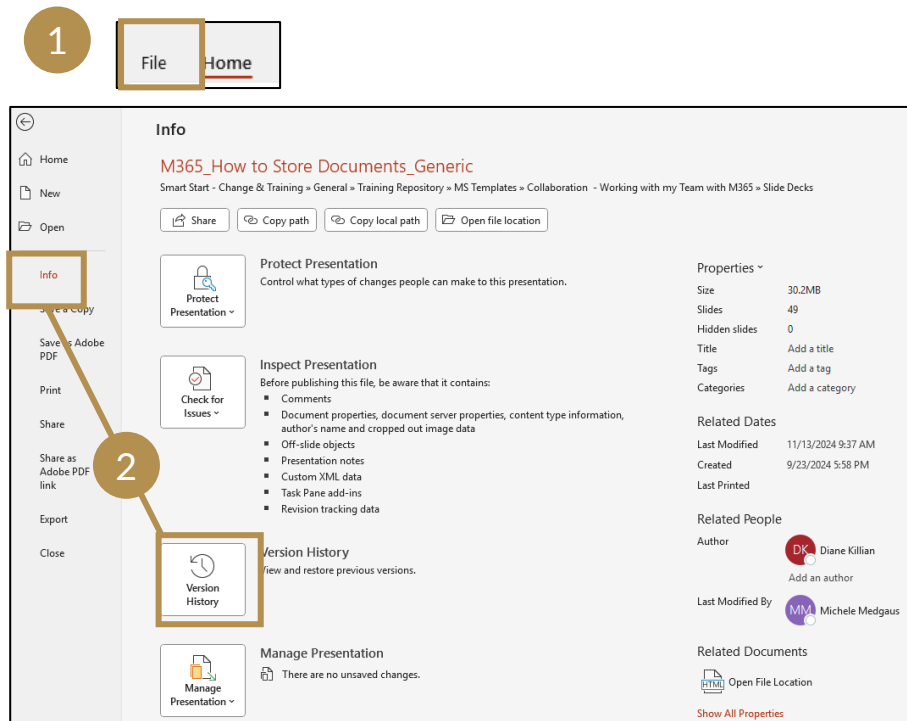 1
File Home
Info
Home
New
Open
Info
Save a Copy
Save as Adobe
PDF
Print
Share
Share as
Adobe PDF
link
Export
Close
2
M365_How to Store Documents_Generic
Smart Start - Change & Training » General » Training Repository » MS Templates » Collaboration - Working with my Team with M365 » Slide Decks
Share Copy path Copy local path Open file location
Protect
Presentation
Protect Presentation
Control what types of changes people can make to this presentation.
Check for
Issues
Inspect Presentation
Before publishing this file, be aware that it contains:
Comments
Document properties, document server properties, content type information,
author's name and cropped out image data
Off-slide objects
Presentation notes
Custom XML data
Task Pane add-ins
Revision tracking data
Version
History
Version History
View and restore previous versions.
Manage
Presentation
Manage Presentation
There are no unsaved changes.
Properties
Size 30.2MB
Slides 49
Hidden slides 0
Title Add a title
Tags Add a tag
Categories Add a category
Related Dates
Last Modified 11/13/2024 9:37 AM
Created 9/23/2024 5:58 PM
Last Printed
Related People
Author DK Diane Killian
Add an author
Last Modified By MM Michele Medgaus
Related Documents
HTML Open File Location
Show All Properties